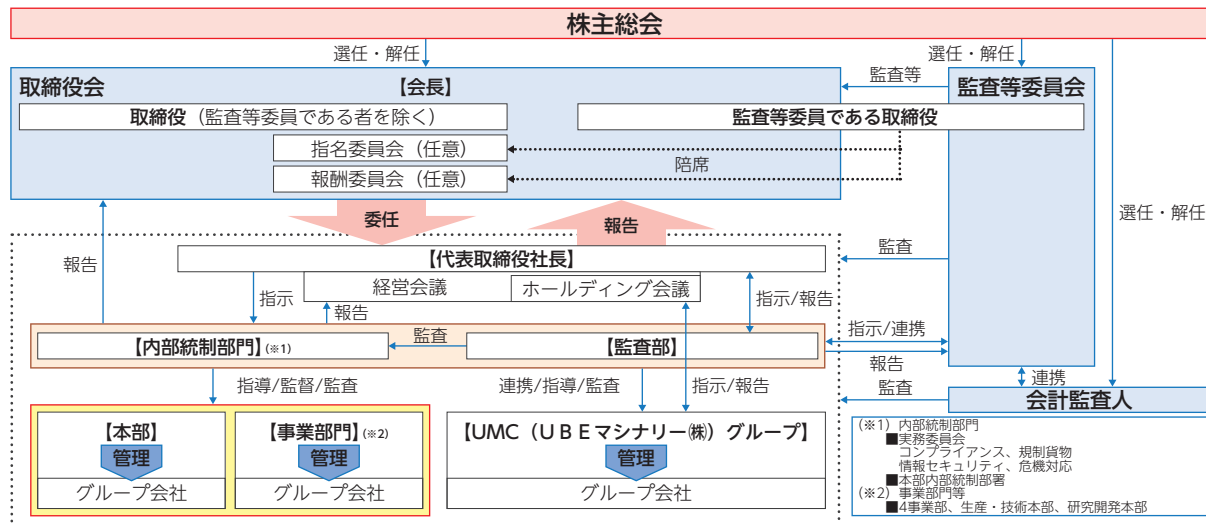 株主総会
選任・解任
選任・解任
取締役会
【会長】
監査等
監査等委員会
取締役（監査等委員である者を除く）
監査等委員である取締役
指名委員会（任意）
陪席
報酬委員会（任意）
選任・解任
委任
報告
報告
【代表取締役社長】
監査
経営会議
ホールディング会議
指示
報告
指示/報告
【内部統制部門】(※1)
監査
【監査部】
指示/連携
報告
連携
指導/監督/監査
連携/指導/監査
指示/報告
監査
会計監査人
【本部】
管理
グループ会社
【事業部門】(※2)
管理
グループ会社
【UMC（ＵＢＥマシナリー㈱）グループ】
管理
グループ会社
(※1) 内部統制部門
■実務委員会
コンプライアンス、規制貨物
情報セキュリティ、危機対応
■本部内部統制部署
(※2) 事業部門等
■4事業部、生産・技術本部、研究開発本部